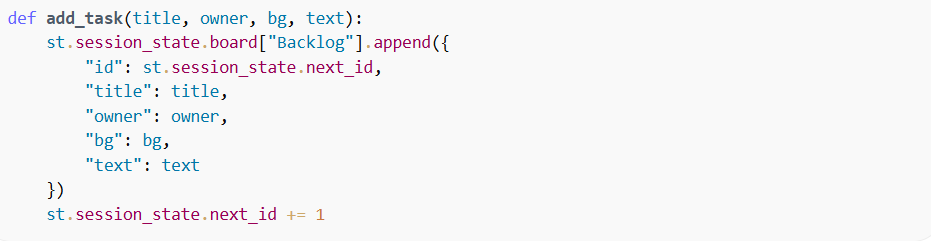 def add_task(title, owner, bg, text):
    st.session_state.board["Backlog"].append({
        "id": st.session_state.next_id,
        "title": title,
        "owner": owner,
        "bg": bg,
        "text": text
    })
    st.session_state.next_id += 1